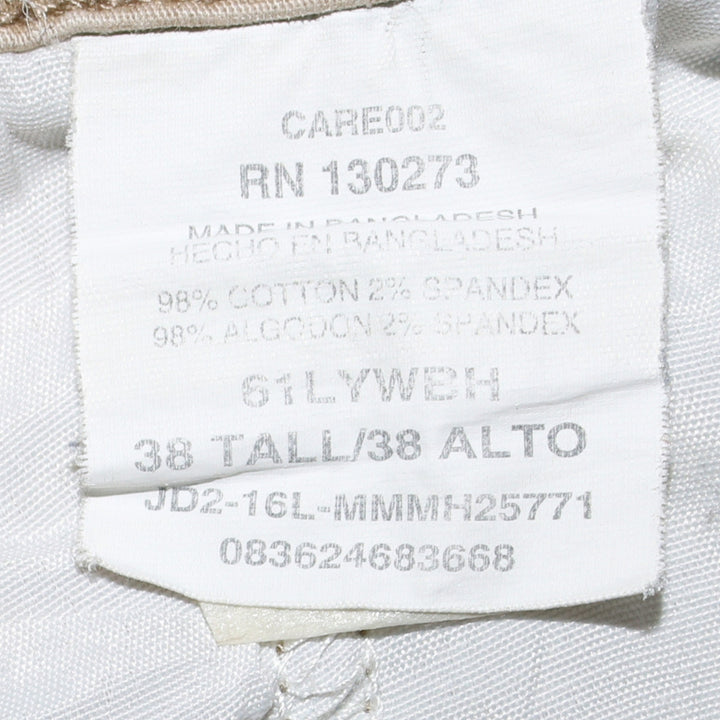 CARE002
RN 130273
MADE IN BANGLADESH
HECHO EN BANGLADESH
98% COTTON 2% SPANDEX
98% ALGODON 2% SPANDEX
61LYWBH
38 TALL/38 ALTO
JD2-16L-MMMH25771
083624683668